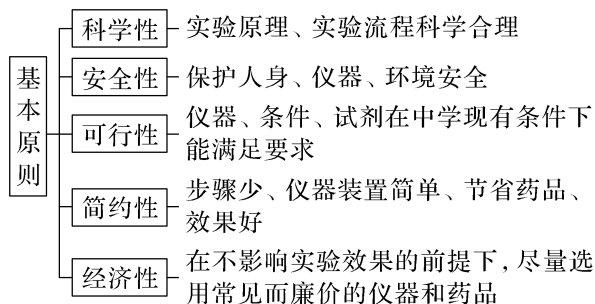 基本原则
科学性
实验原理、实验流程科学合理
安全性
保护人身、仪器、环境安全
可行性
仪器、条件、试剂在中学现有条件下
能满足要求
简约性
步骤少、仪器装置简单、节省药品、
效果好
经济性
在不影响实验效果的前提下,尽量选
用常见而廉价的仪器和药品